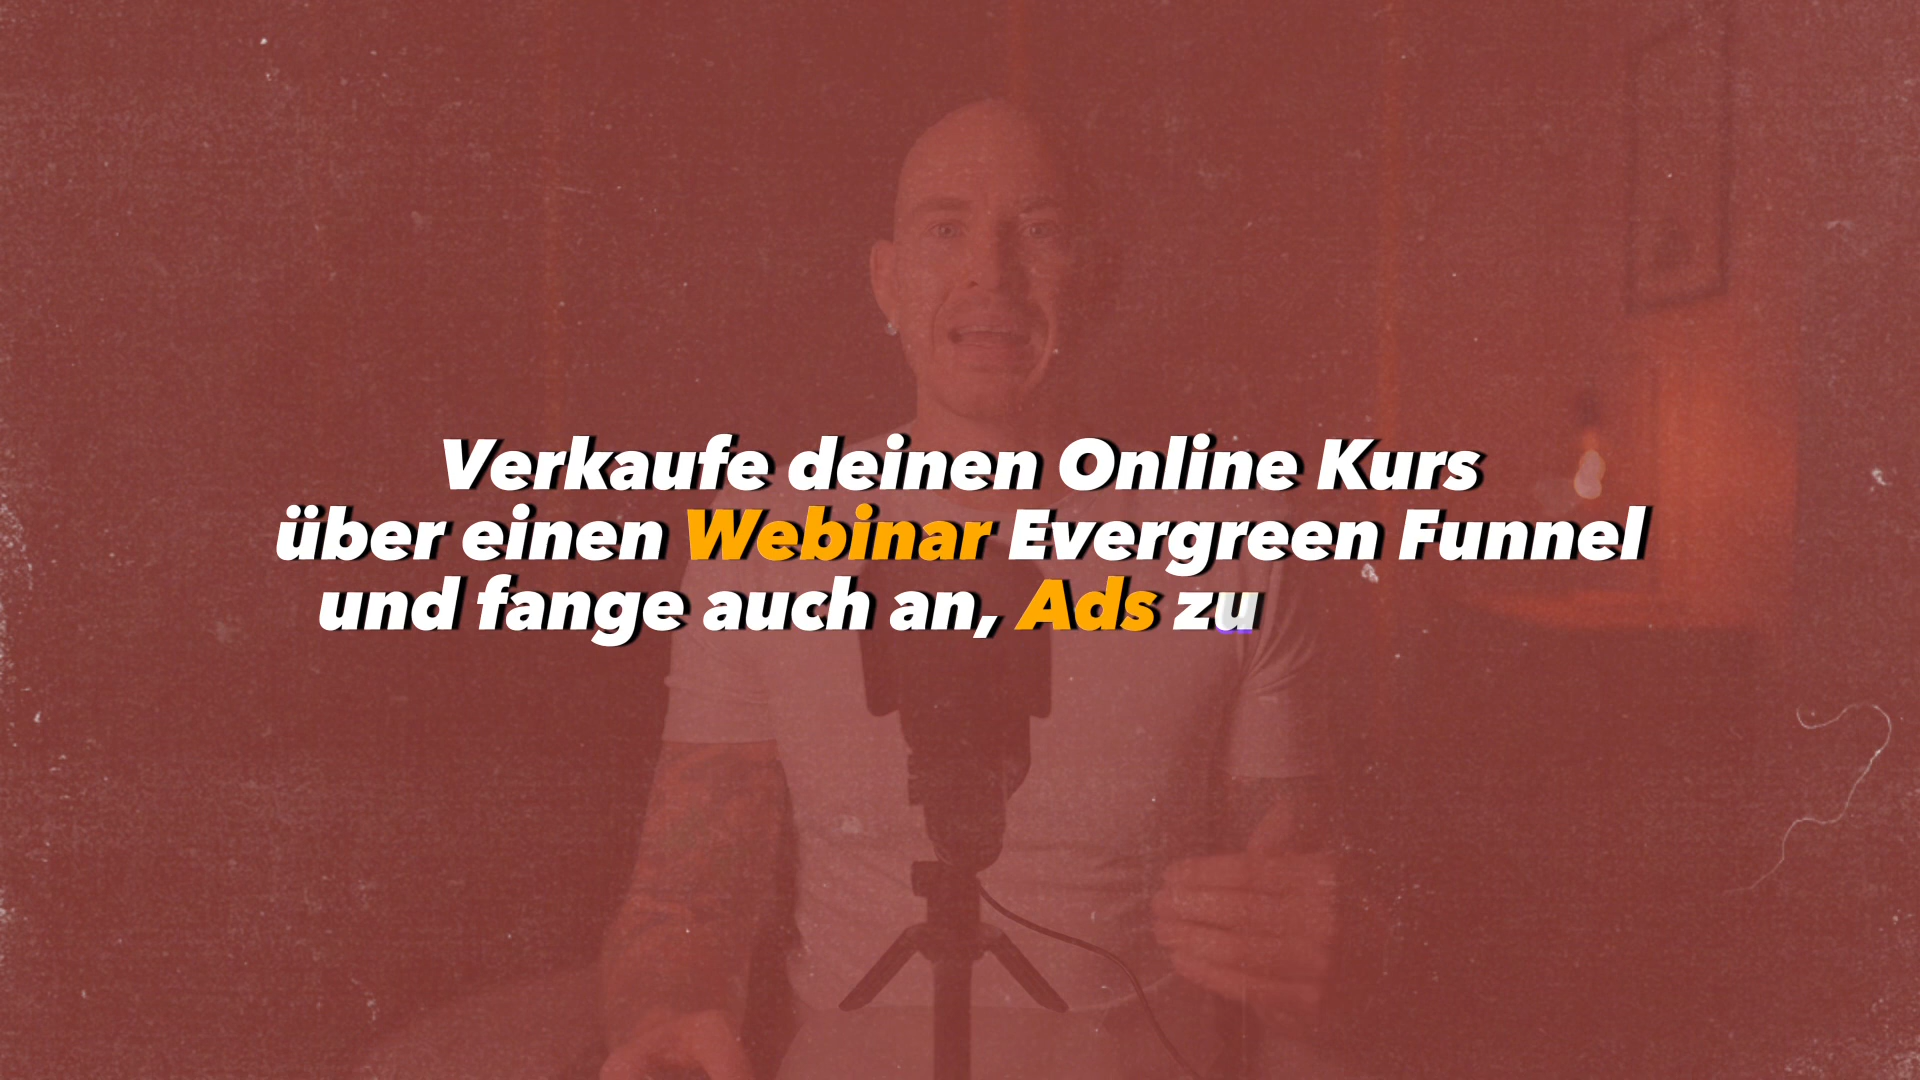 Verkaufe deinen Online Kurs
über einen Webinar Evergreen Funnel
und fange auch an, Ads zu